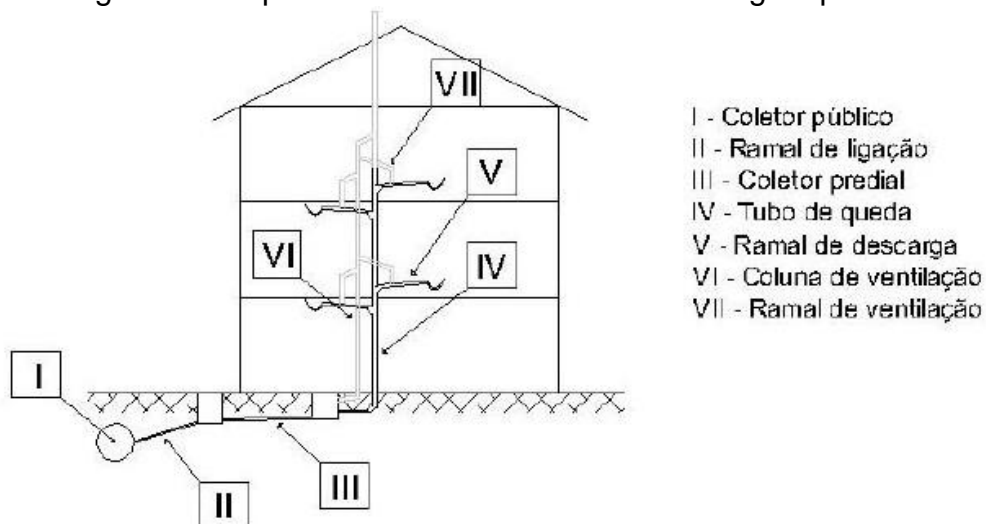 VII
V
VI
IV
I
III
II
I - Coletor público
II - Ramal de ligação
III - Coletor predial
IV - Tubo de queda
V - Ramal de descarga
VI - Coluna de ventilação
VII - Ramal de ventilação